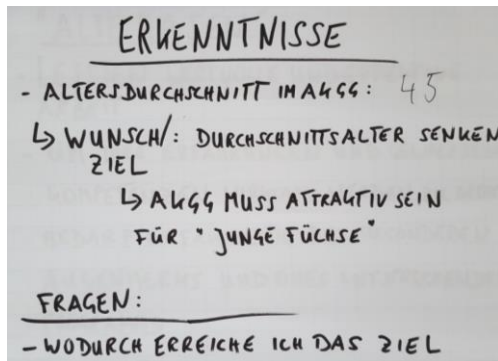 ERKENNTNISSE
- ALTERSDURCHSCHNITT IM AKGG: 45
↳ WUNSCH/: DURCHSCHNITTSALTER SENKEN
ZIEL
↳ AKGG MUSS ATTRAKTIV SEIN
FÜR "JUNGE FÜCHSE"
FRAGEN:
- WODURCH ERREICHE ICH DAS ZIEL